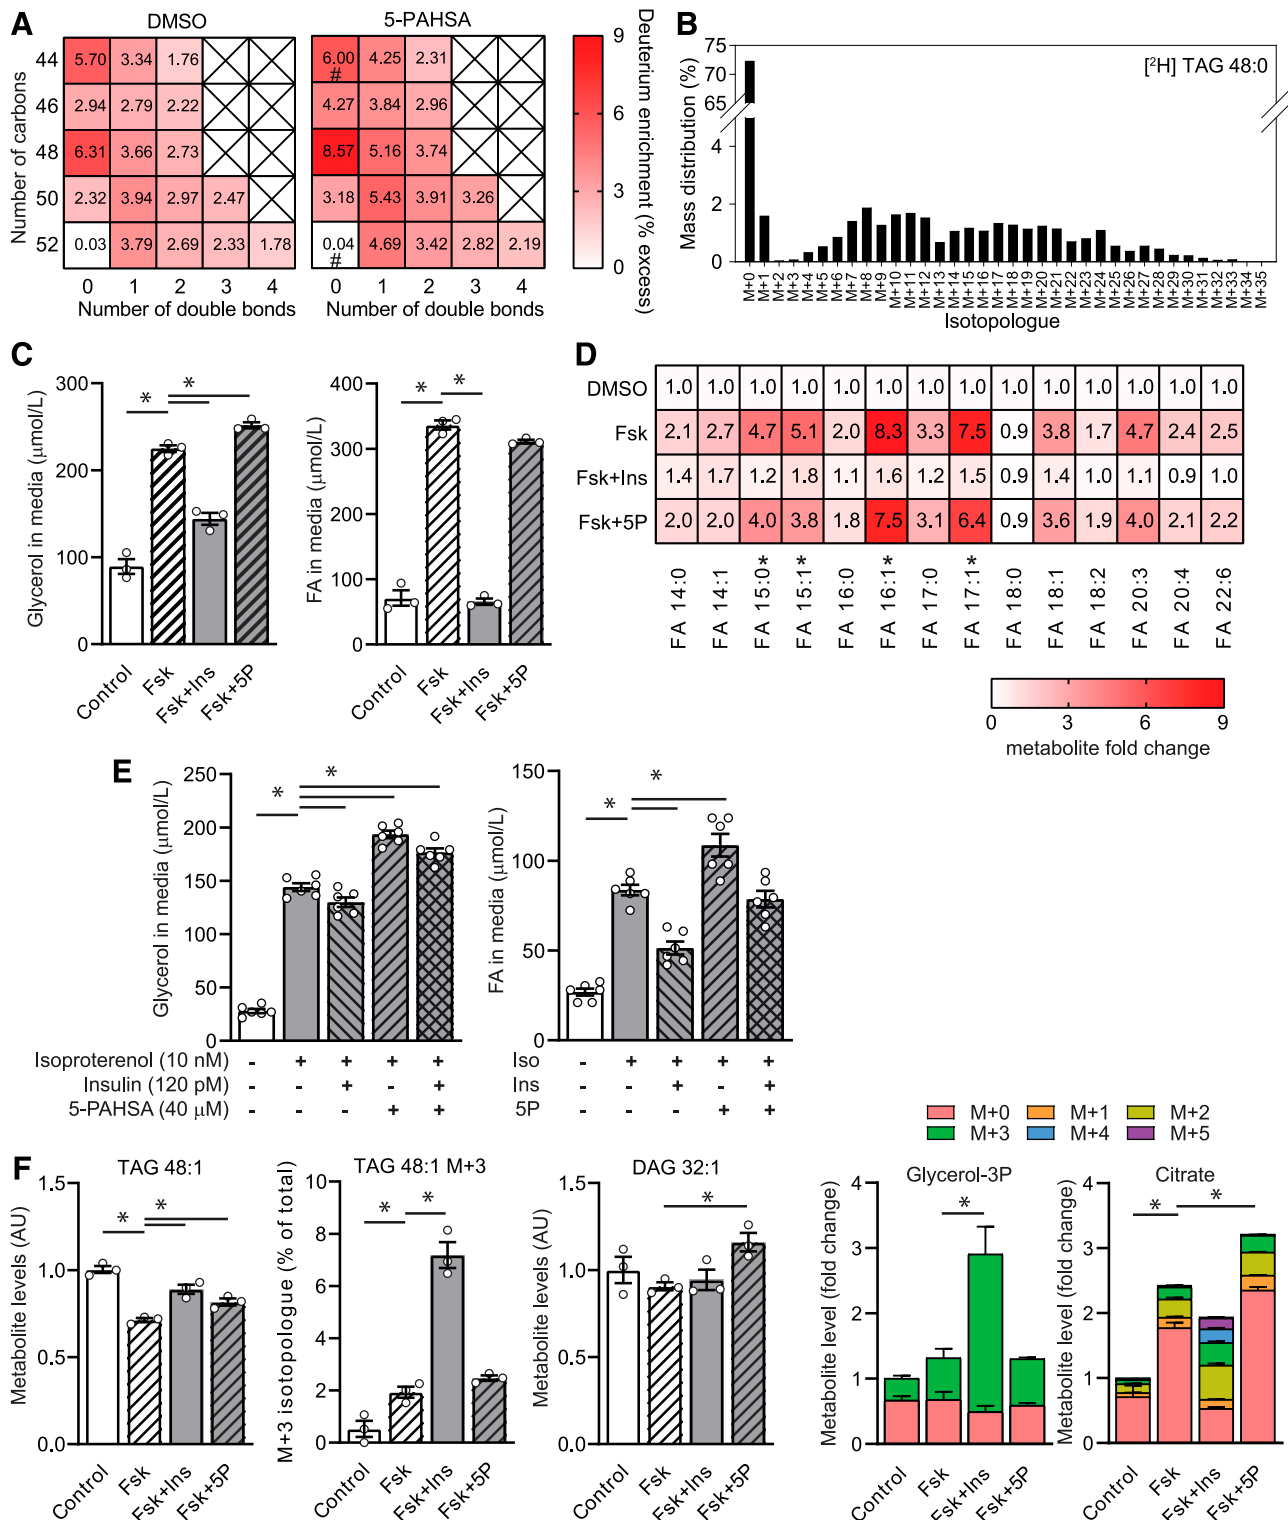 A
DMSO
5-PAHSA
Number of carbons
44
5.70 3.34 1.76
6.00 # 4.25 2.31
46
2.94 2.79 2.22
4.27 3.84 2.96
48
6.31 3.66 2.73
8.57 5.16 3.74
50
2.32 3.94 2.97 2.47
3.18 5.43 3.91 3.26
52
0.03 3.79 2.69 2.33 1.78
0.04 # 4.69 3.42 2.82 2.19
0 1 2 3 4
0 1 2 3 4
Number of double bonds
Number of double bonds
9
6
3
0
Deuterium enrichment (% excess)
B
[²H] TAG 48:0
Mass distribution (%)
75
70
65
4
2
0
M+0 M+1 M+2 M+3 M+4 M+5 M+6 M+7 M+8 M+9 M+10 M+11 M+12 M+13 M+14 M+15 M+16 M+17 M+18 M+19 M+20 M+21 M+22 M+23 M+24 M+25 M+26 M+27 M+28 M+29 M+30 M+31 M+32 M+33 M+34 M+35
Isotopologue
C
Glycerol in media (µmol/L)
300
200
100
0
* *
Control Fsk Fsk+Ins Fsk+5P
FA in media (µmol/L)
400
300
200
100
0
* *
Control Fsk Fsk+Ins Fsk+5P
D
DMSO 1.0 1.0 1.0 1.0 1.0 1.0 1.0 1.0 1.0 1.0 1.0 1.0 1.0 1.0
Fsk 2.1 2.7 4.7 5.1 2.0 8.3 3.3 7.5 0.9 3.8 1.7 4.7 2.4 2.5
Fsk+Ins 1.4 1.7 1.2 1.8 1.1 1.6 1.2 1.5 1.0 1.4 1.0 1.1 0.9 1.0
Fsk+5P 2.0 2.0 4.0 3.8 1.8 7.5 3.1 6.4 0.9 3.6 1.9 4.0 2.1 2.2
FA 14:0 FA 14:1 FA 15:0* FA 15:1* FA 16:0 FA 16:1* FA 17:0 FA 17:1* FA 18:0 FA 18:1 FA 18:2 FA 20:3 FA 20:4 FA 22:6
0 3 6 9
metabolite fold change
E
Glycerol in media (µmol/L)
250
200
150
100
50
0
* *
Isoproterenol (10 nM) - + + + +
Insulin (120 pM) - - + - +
5-PAHSA (40 µM) - - - + +
FA in media (µmol/L)
150
100
50
0
* *
Iso - + + + +
Ins - - + - +
5P - - - + +
F
TAG 48:1
Metabolite levels (AU)
1.5
1.0
0.5
0.0
* *
Control Fsk Fsk+Ins Fsk+5P
TAG 48:1 M+3
M+3 isotopologue (% of total)
10
8
6
4
2
0
* *
Control Fsk Fsk+Ins Fsk+5P
DAG 32:1
Metabolite levels (AU)
1.5
1.0
0.5
0.0
*
Control Fsk Fsk+Ins Fsk+5P
M+0 M+1 M+2
M+3 M+4 M+5
Glycerol-3P
Metabolite level (fold change)
4
3
2
1
0
*
Control Fsk Fsk+Ins Fsk+5P
Citrate
Metabolite level (fold change)
4
3
2
1
0
* *
Control Fsk Fsk+Ins Fsk+5P